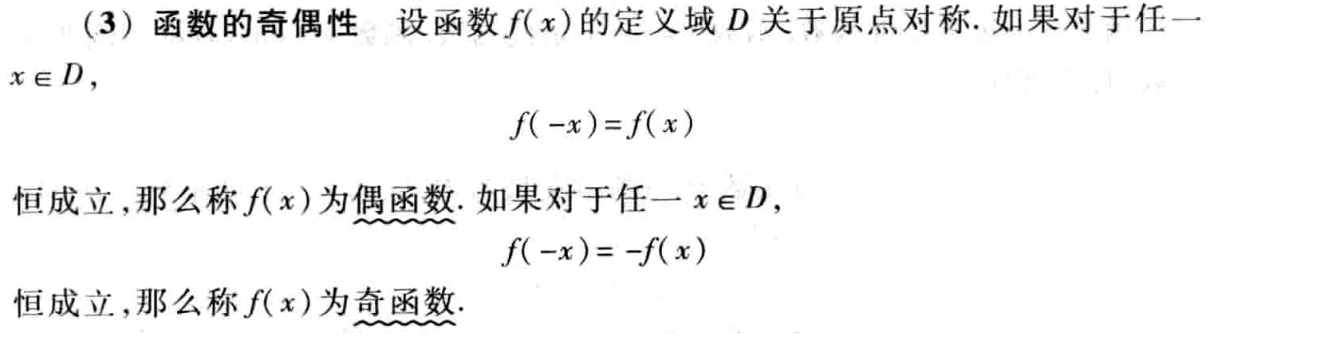 (3) 函数的奇偶性 设函数 f(x)的定义域 D 关于原点对称. 如果对于任一
x∈D,
f(-x)=f(x)
恒成立,那么称 f(x)为偶函数. 如果对于任一 x∈D,
f(-x)=-f(x)
恒成立,那么称 f(x)为奇函数.